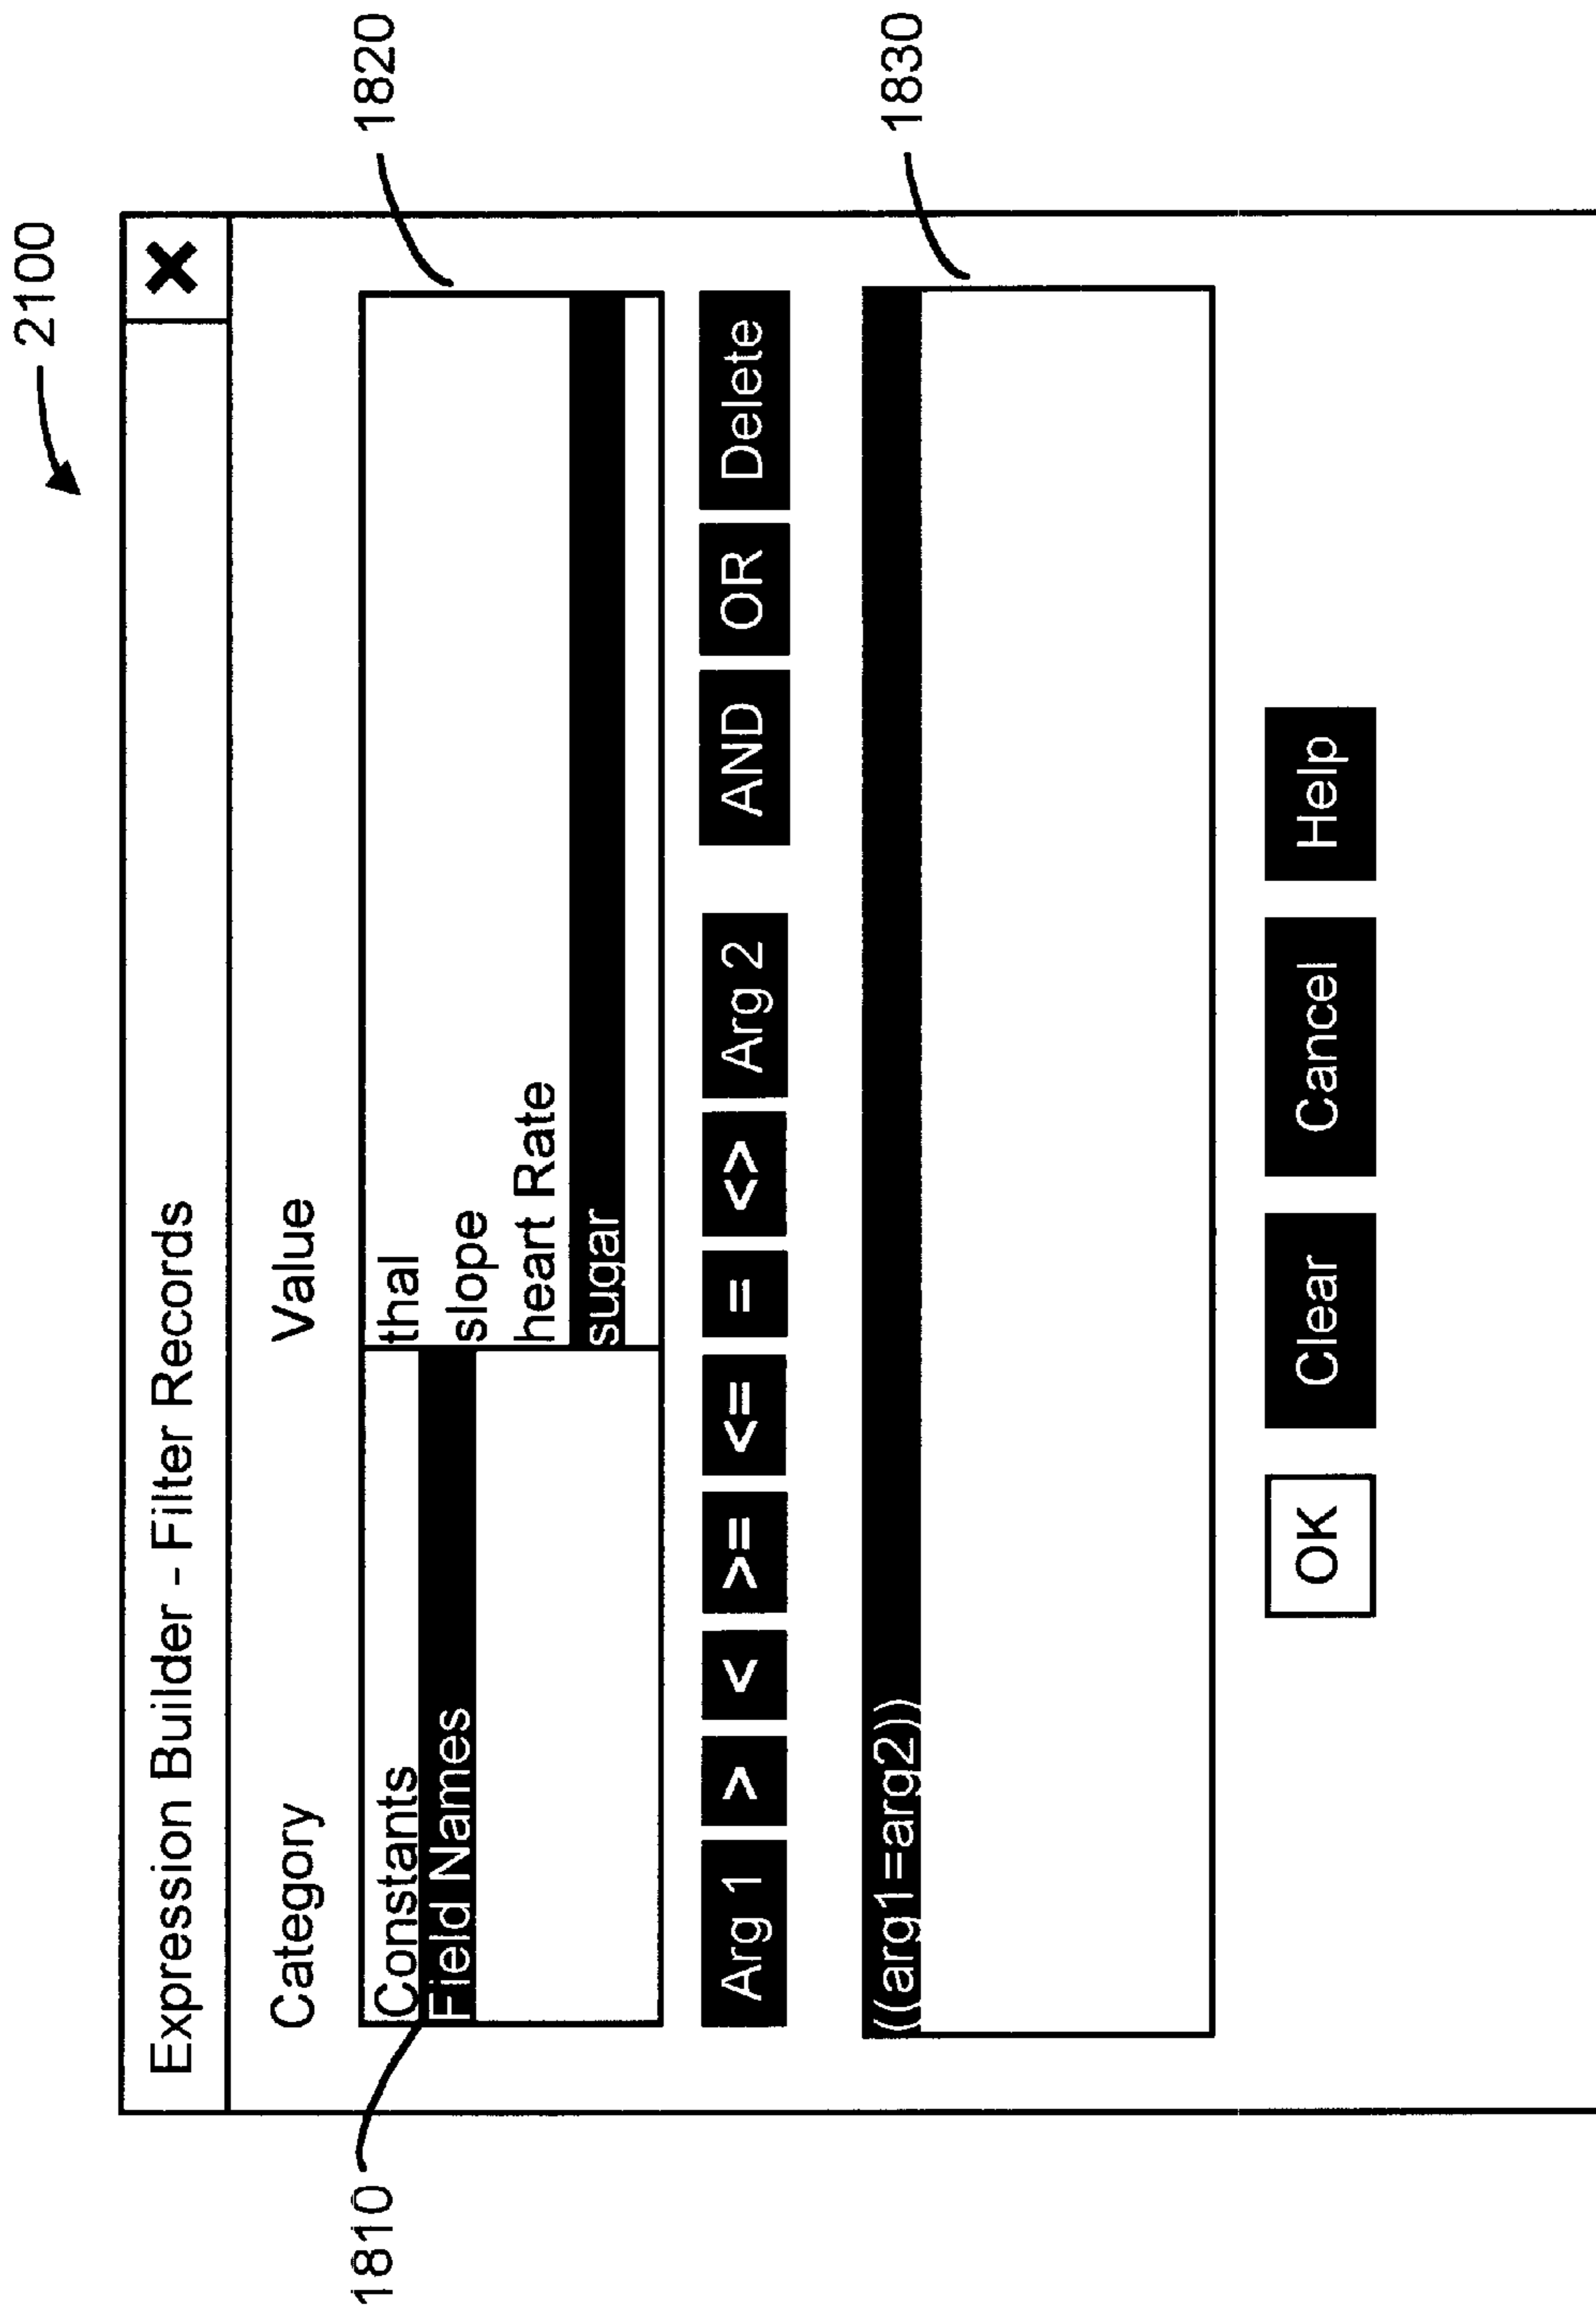 2100
Expression Builder - Filter Records
Category Value
1810
Constants
Field Names
thal
slope
heart Rate
sugar
1820
Arg 1 > < >= <= = <> Arg 2 AND OR Delete
((arg1=arg2))
1830
OK Clear Cancel Help